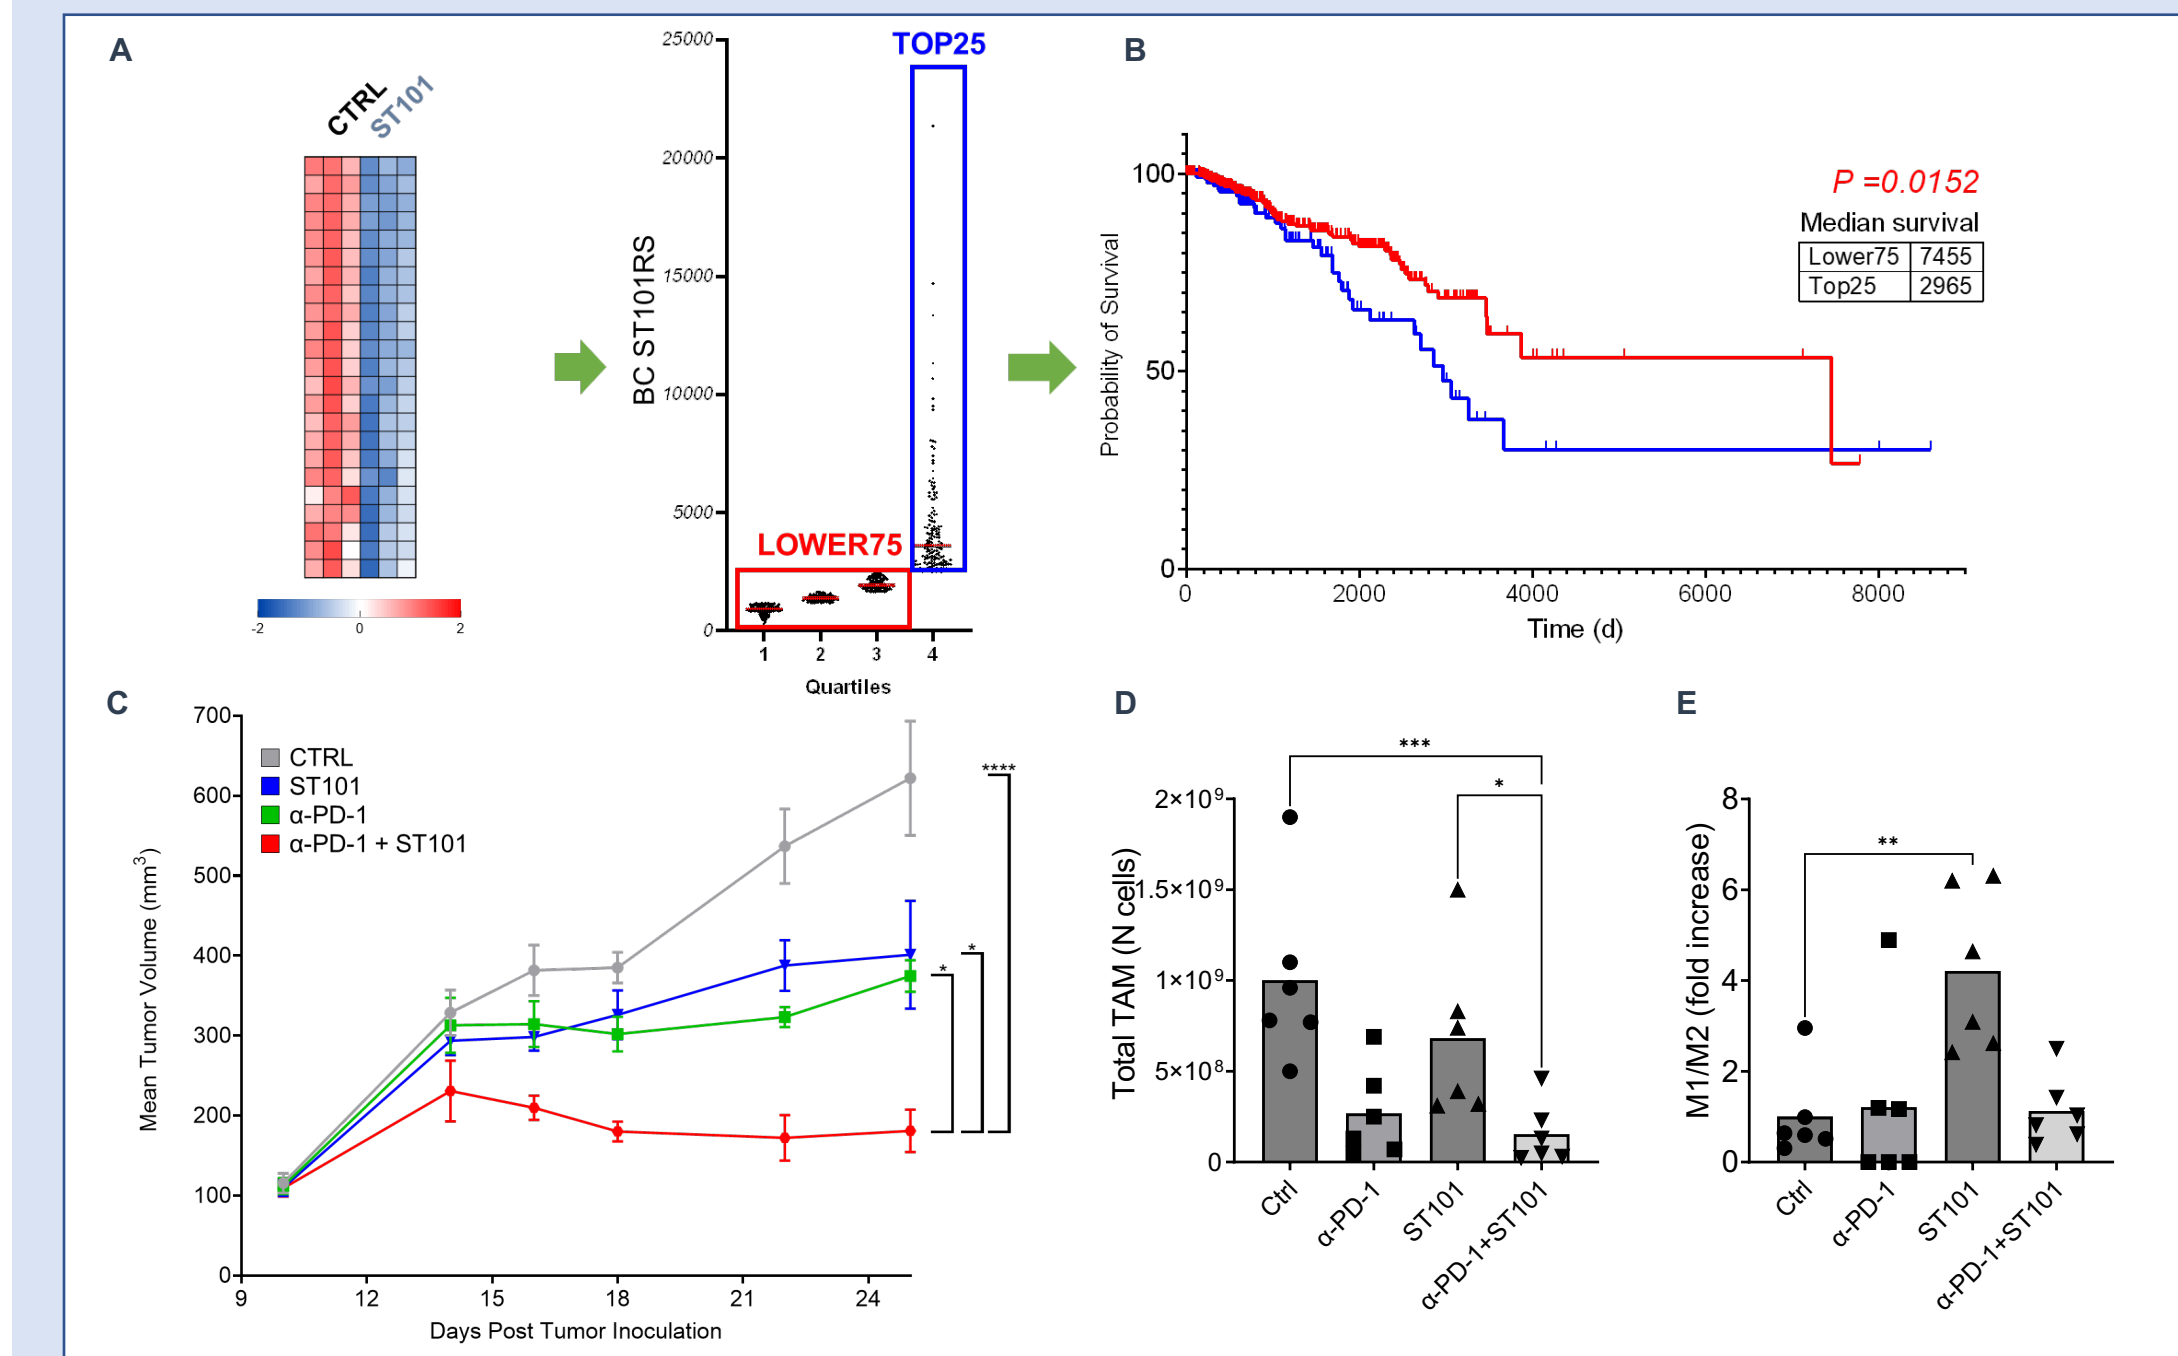 A
CTRL
ST101
-2
0
2
BC ST101RS
25000
20000
15000
10000
5000
0
TOP25
LOWER75
1
2
3
4
Quartiles
B
Probability of Survival
100
50
0
0
2000
4000
6000
8000
Time (d)
P =0.0152
Median survival
Lower75 7455
Top25 2965
C
Mean Tumor Volume (mm³)
700
600
500
400
300
200
100
0
CTRL
ST101
α-PD-1
α-PD-1 + ST101
*
*
****
9
12
15
18
21
24
Days Post Tumor Inoculation
D
Total TAM (N cells)
2×10⁹
1.5×10⁹
1×10⁹
5×10⁸
0
***
*
Ctrl
α-PD-1
ST101
α-PD-1+ST101
E
M1/M2 (fold increase)
8
6
4
2
0
**
Ctrl
α-PD-1
ST101
α-PD-1+ST101